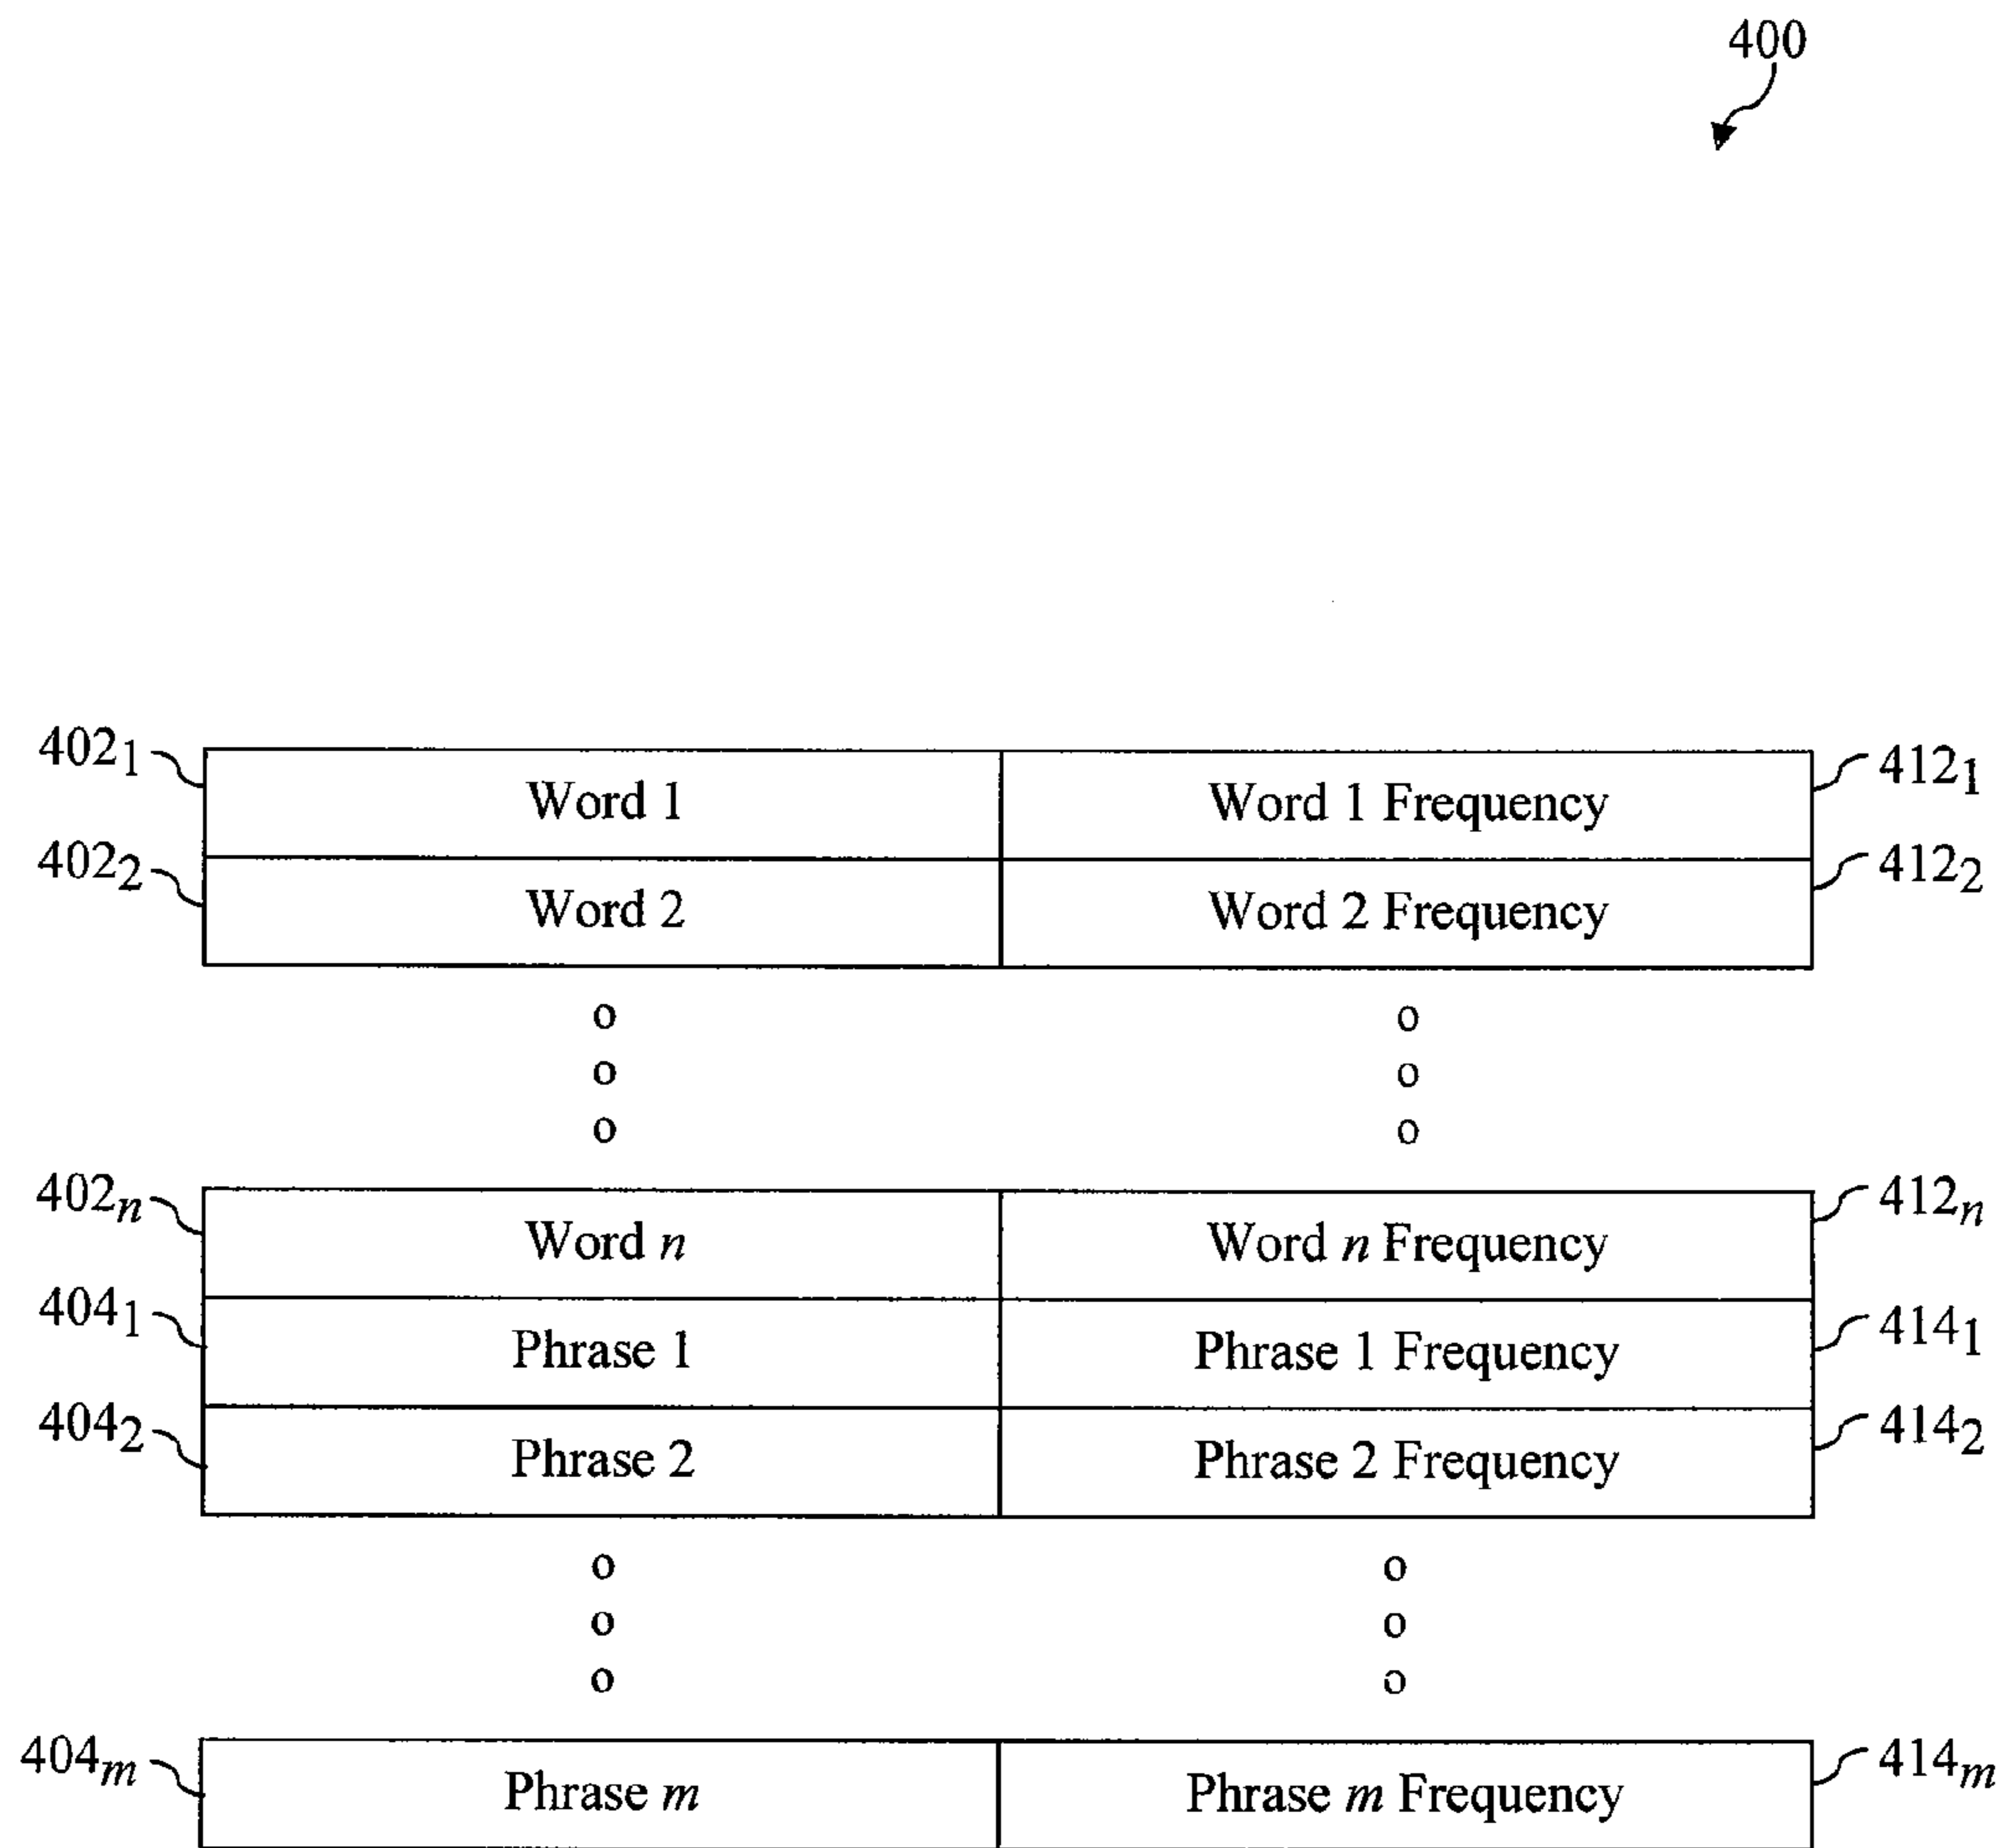 400
402₁ Word 1 Word 1 Frequency 412₁
402₂ Word 2 Word 2 Frequency 412₂
o o
o o
o o
402ₙ Word n Word n Frequency 412ₙ
404₁ Phrase 1 Phrase 1 Frequency 414₁
404₂ Phrase 2 Phrase 2 Frequency 414₂
o o
o o
o o
404ₘ Phrase m Phrase m Frequency 414ₘ